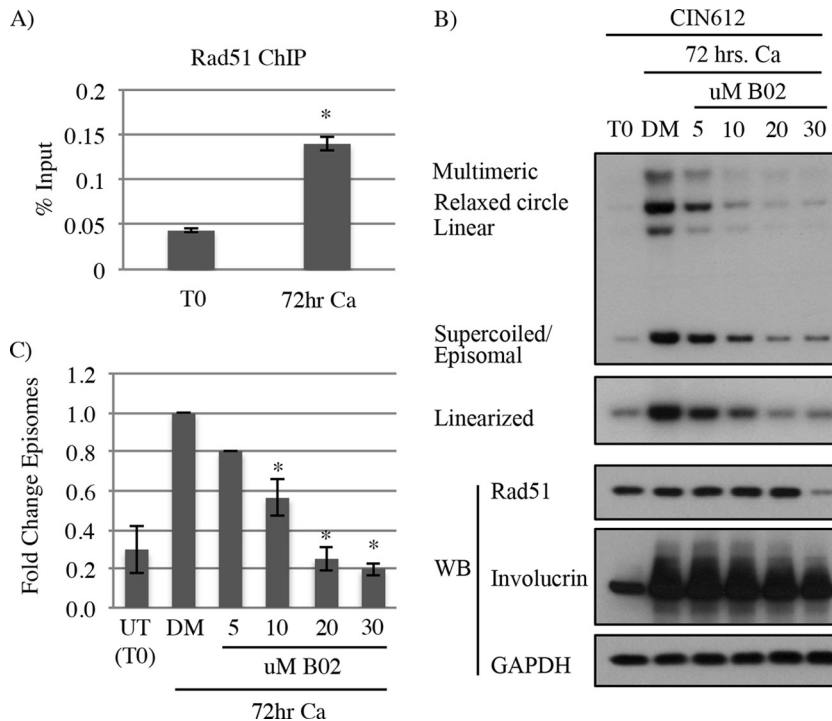 A)
Rad51 ChIP
0.2
0.15
0.1
0.05
0
% Input
*
T0
72hr Ca
B)
CIN612
72 hrs. Ca
uM B02
T0 DM 5 10 20 30
Multimeric
Relaxed circle
Linear
Supercoiled/
Episomal
Linearized
WB
Rad51
Involucrin
GAPDH
C)
1.2
1.0
0.8
0.6
0.4
0.2
0.0
Fold Change Episomes
*
*
*
UT DM 5 10 20 30
(T0)
uM B02
72hr Ca